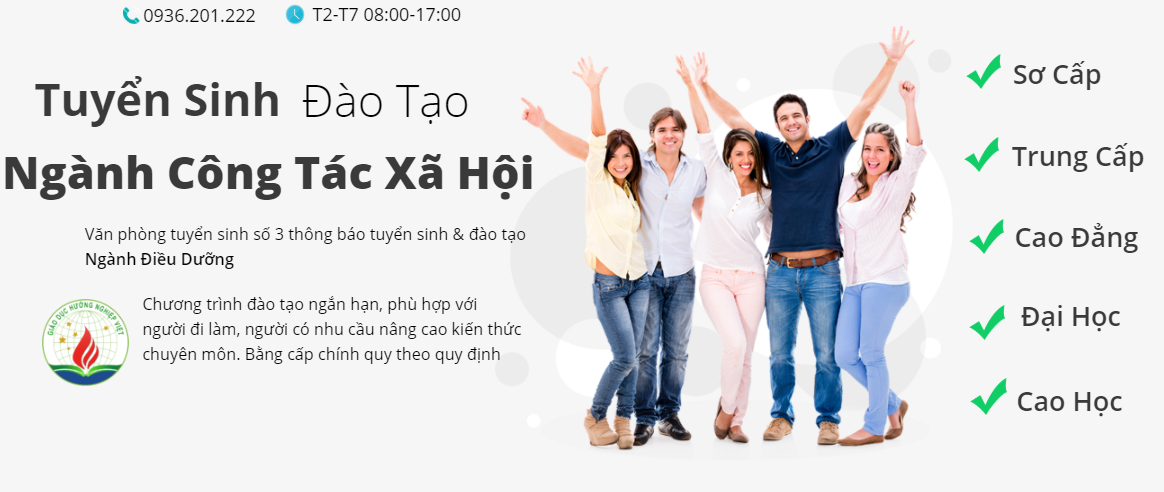 0936.201.222 T2-T7 08:00-17:00
Tuyển Sinh Đào Tạo
Ngành Công Tác Xã Hội
Văn phòng tuyển sinh số 3 thông báo tuyển sinh & đào tạo
Ngành Điều Dưỡng
GIÁO DỤC HƯỚNG NGHIỆP VIỆT
Chương trình đào tạo ngắn hạn, phù hợp với
người đi làm, người có nhu cầu nâng cao kiến thức
chuyên môn. Bằng cấp chính quy theo quy định
Sơ Cấp
Trung Cấp
Cao Đẳng
Đại Học
Cao Học